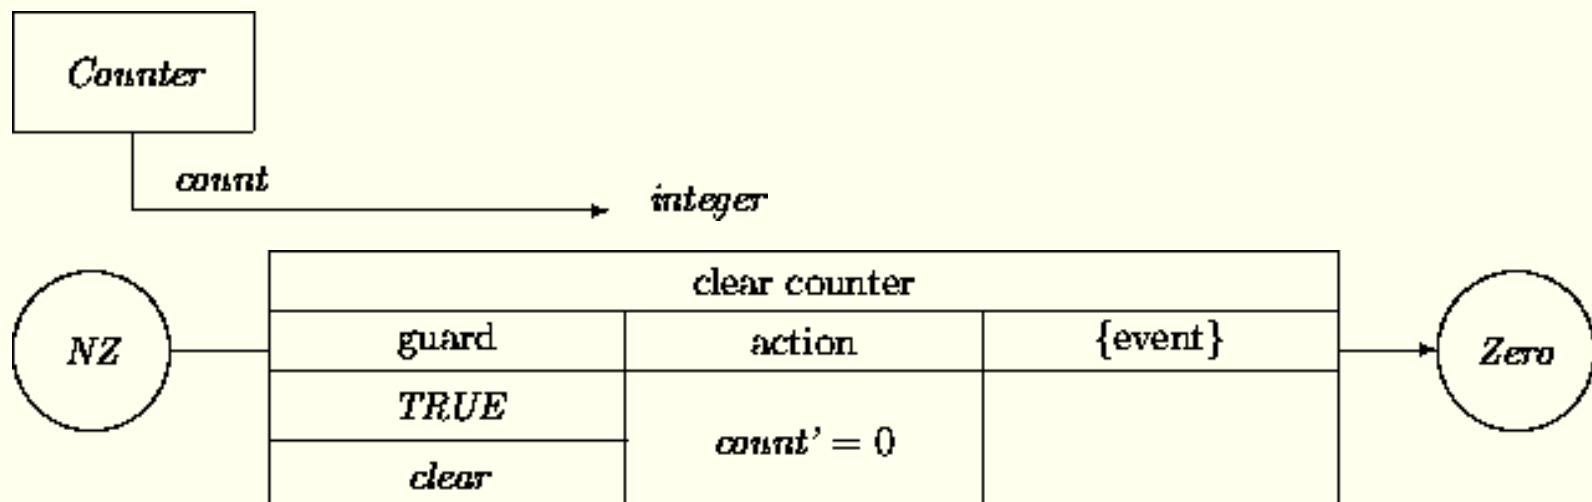 Counter
count
integer
clear counter
guard action {event}
NZ
Zero
TRUE
count' = 0
clear